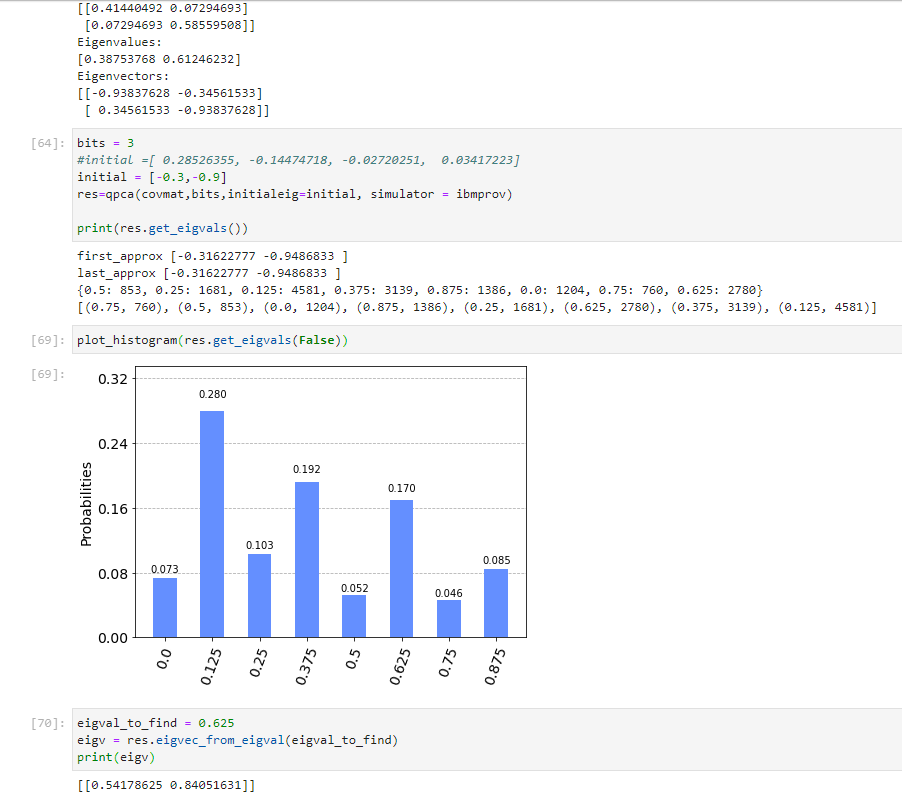 [[0.41440492 0.07294693]
[0.07294693 0.58559508]]
Eigenvalues:
[0.38753768 0.61246232]
Eigenvectors:
[[-0.93837628 -0.34561533]
[ 0.34561533 -0.93837628]]
[64]: bits = 3
#initial =[ 0.28526355, -0.14474718, -0.02720251,  0.03417223]
initial = [-0.3,-0.9]
res=qpca(covmat,bits,initialeig=initial, simulator = ibmprov)
print(res.get_eigvals())
first_approx [-0.31622777 -0.9486833 ]
last_approx [-0.31622777 -0.9486833 ]
{0.5: 853, 0.25: 1681, 0.125: 4581, 0.375: 3139, 0.875: 1386, 0.0: 1204, 0.75: 760, 0.625: 2780}
[(0.75, 760), (0.5, 853), (0.0, 1204), (0.875, 1386), (0.25, 1681), (0.625, 2780), (0.375, 3139), (0.125, 4581)]
[69]: plot_histogram(res.get_eigvals(False))
[69]:
0.32
0.24
0.16
0.08
0.00
Probabilities
0.073
0.280
0.103
0.192
0.052
0.170
0.046
0.085
0.0
0.125
0.25
0.375
0.5
0.625
0.75
0.875
[70]: eigval_to_find = 0.625
eigv = res.eigvec_from_eigval(eigval_to_find)
print(eigv)
[[0.54178625 0.84051631]]